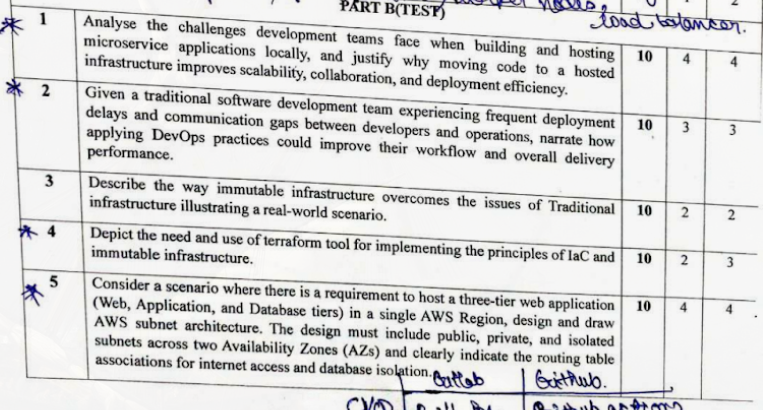 PART B(TEST)
load balancer.
* 1 Analyse the challenges development teams face when building and hosting
microservice applications locally, and justify why moving code to a hosted
infrastructure improves scalability, collaboration, and deployment efficiency. 10 4 4
* 2 Given a traditional software development team experiencing frequent deployment
delays and communication gaps between developers and operations, narrate how
applying DevOps practices could improve their workflow and overall delivery
performance. 10 3 3
3 Describe the way immutable infrastructure overcomes the issues of Traditional
infrastructure illustrating a real-world scenario. 10 2 2
* 4 Depict the need and use of terraform tool for implementing the principles of IaC and
immutable infrastructure. 10 2 3
* 5 Consider a scenario where there is a requirement to host a three-tier web application
(Web, Application, and Database tiers) in a single AWS Region, design and draw
AWS subnet architecture. The design must include public, private, and isolated
subnets across two Availability Zones (AZs) and clearly indicate the routing table
associations for internet access and database isolation. 10 4 4
Gitlab Github.